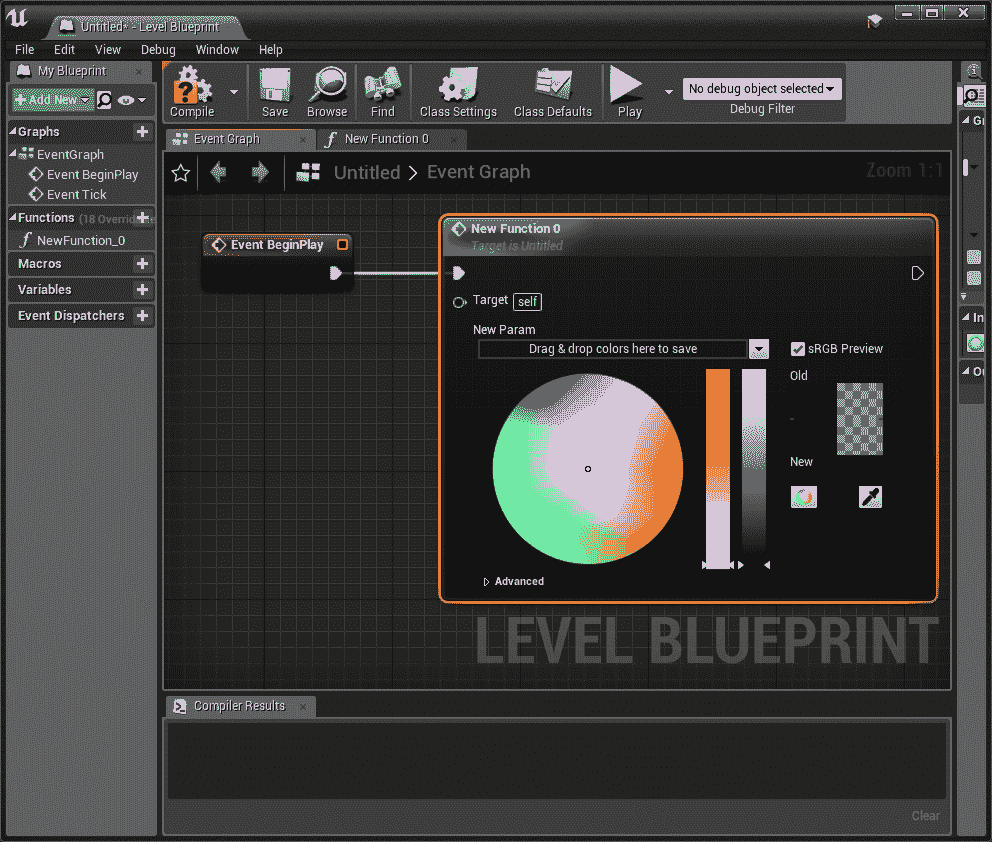 Untitled* - Level Blueprint
File Edit View Debug Window Help
My Blueprint
Add New
Graphs
EventGraph
Event BeginPlay
Event Tick
Functions (18 Overridable
NewFunction_0
Macros
Variables
Event Dispatchers
Compile Save Browse Find Class Settings Class Defaults Play
No debug object selected
Debug Filter
Event Graph
New Function 0
Untitled > Event Graph
Zoom 1:1
Event BeginPlay
New Function 0
Target is Untitled
Target self
New Param
Drag & drop colors here to save
sRGB Preview
Old
-
New
Advanced
LEVEL BLUEPRINT
Compiler Results
Clear
In